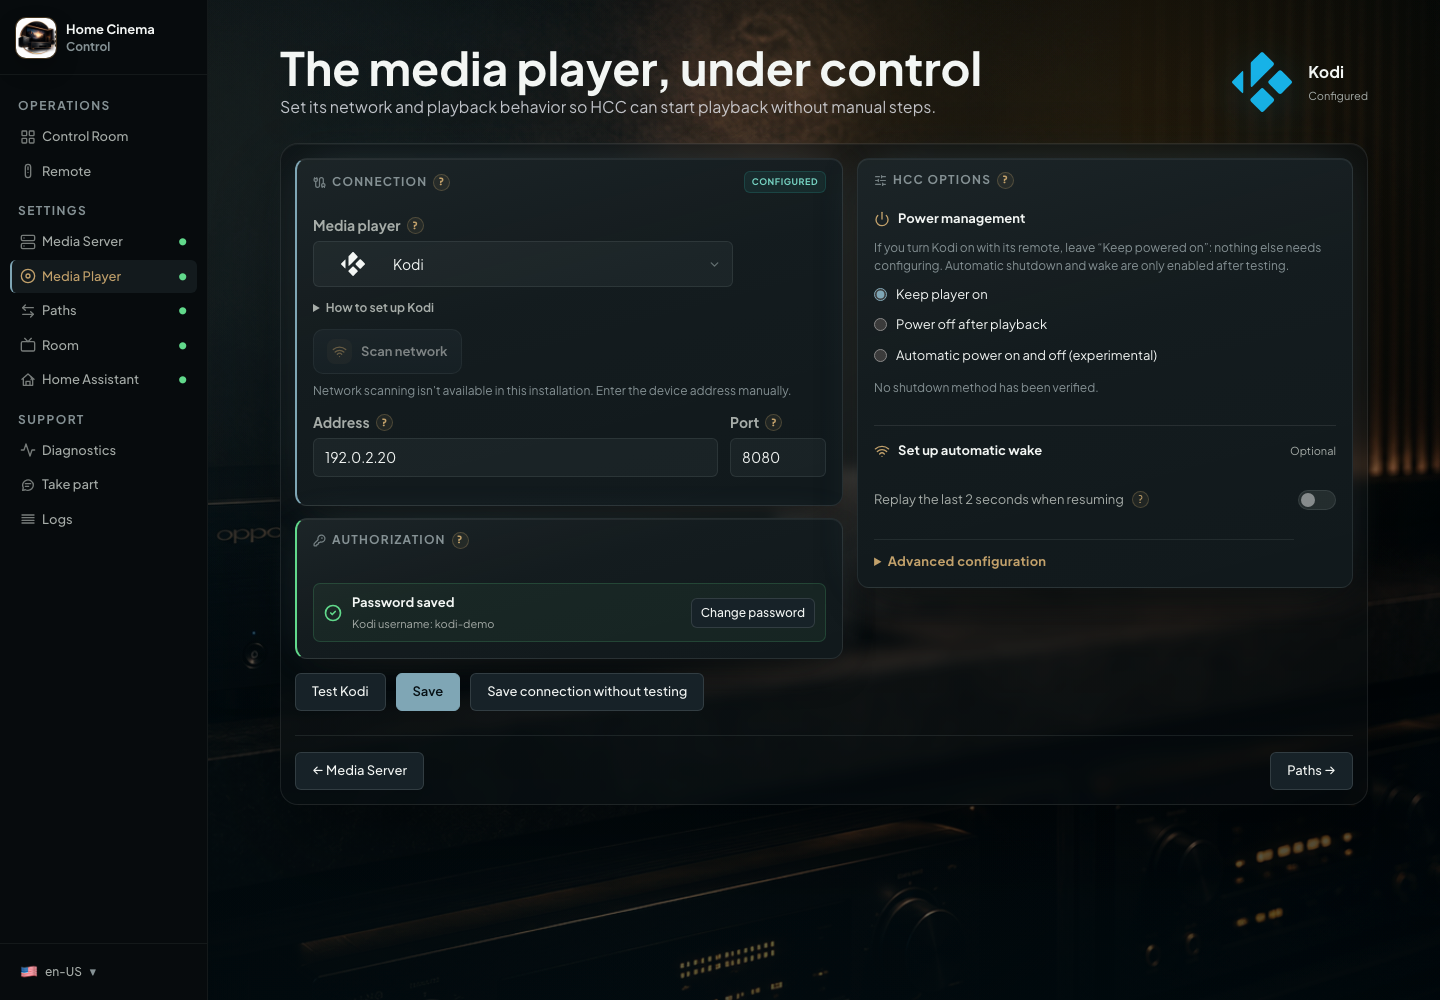 Home Cinema
Control
OPERATIONS
Control Room
Remote
SETTINGS
Media Server
Media Player
Paths
Room
Home Assistant
SUPPORT
Diagnostics
Take part
Logs
en-US ▾
The media player, under control
Set its network and playback behavior so HCC can start playback without manual steps.
Kodi
Configured
CONNECTION ?
CONFIGURED
Media player ?
Kodi
▶ How to set up Kodi
Scan network
Network scanning isn't available in this installation. Enter the device address manually.
Address ?
Port ?
192.0.2.20
8080
AUTHORIZATION ?
Password saved
Kodi username: kodi-demo
Change password
Test Kodi
Save
Save connection without testing
HCC OPTIONS ?
Power management
If you turn Kodi on with its remote, leave “Keep powered on”: nothing else needs
configuring. Automatic shutdown and wake are only enabled after testing.
Keep player on
Power off after playback
Automatic power on and off (experimental)
No shutdown method has been verified.
Set up automatic wake
Optional
Replay the last 2 seconds when resuming ?
▶ Advanced configuration
← Media Server
Paths →
oppo